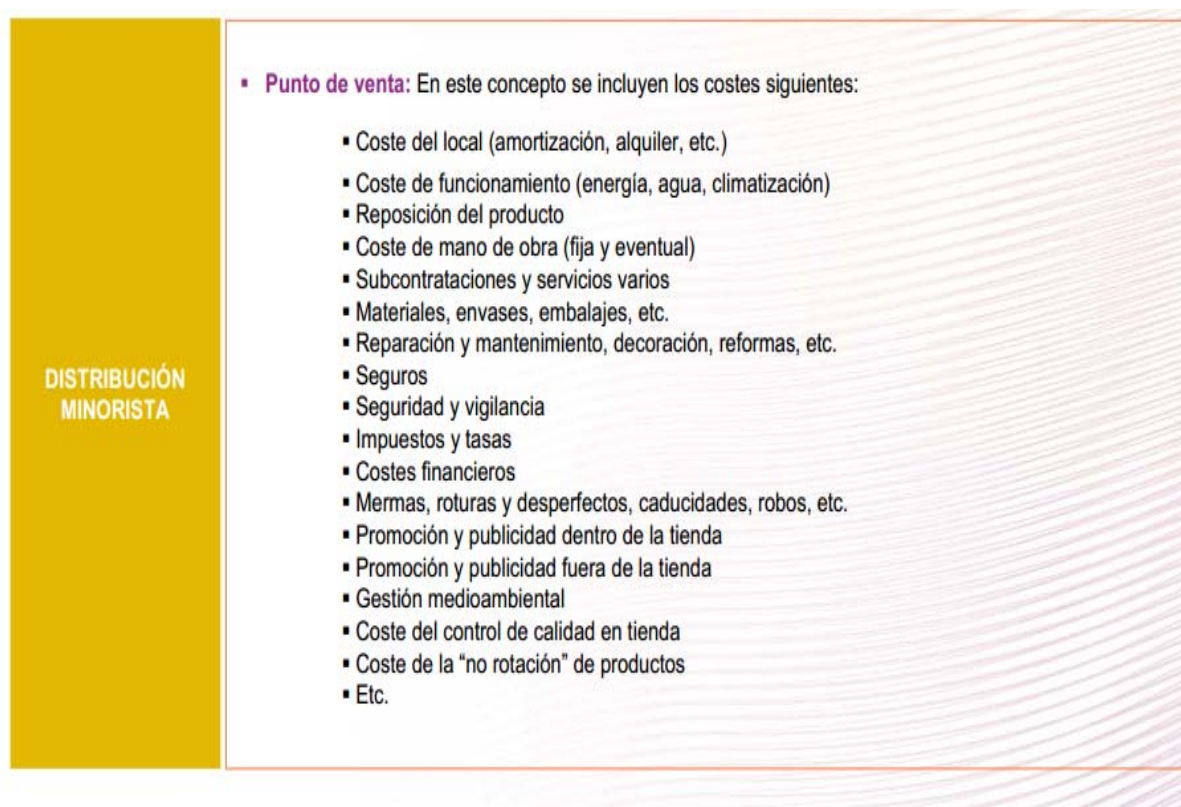 DISTRIBUCIÓN
MINORISTA
▪ Punto de venta: En este concepto se incluyen los costes siguientes:
▪ Coste del local (amortización, alquiler, etc.)
▪ Coste de funcionamiento (energía, agua, climatización)
▪ Reposición del producto
▪ Coste de mano de obra (fija y eventual)
▪ Subcontrataciones y servicios varios
▪ Materiales, envases, embalajes, etc.
▪ Reparación y mantenimiento, decoración, reformas, etc.
▪ Seguros
▪ Seguridad y vigilancia
▪ Impuestos y tasas
▪ Costes financieros
▪ Mermas, roturas y desperfectos, caducidades, robos, etc.
▪ Promoción y publicidad dentro de la tienda
▪ Promoción y publicidad fuera de la tienda
▪ Gestión medioambiental
▪ Coste del control de calidad en tienda
▪ Coste de la “no rotación” de productos
▪ Etc.